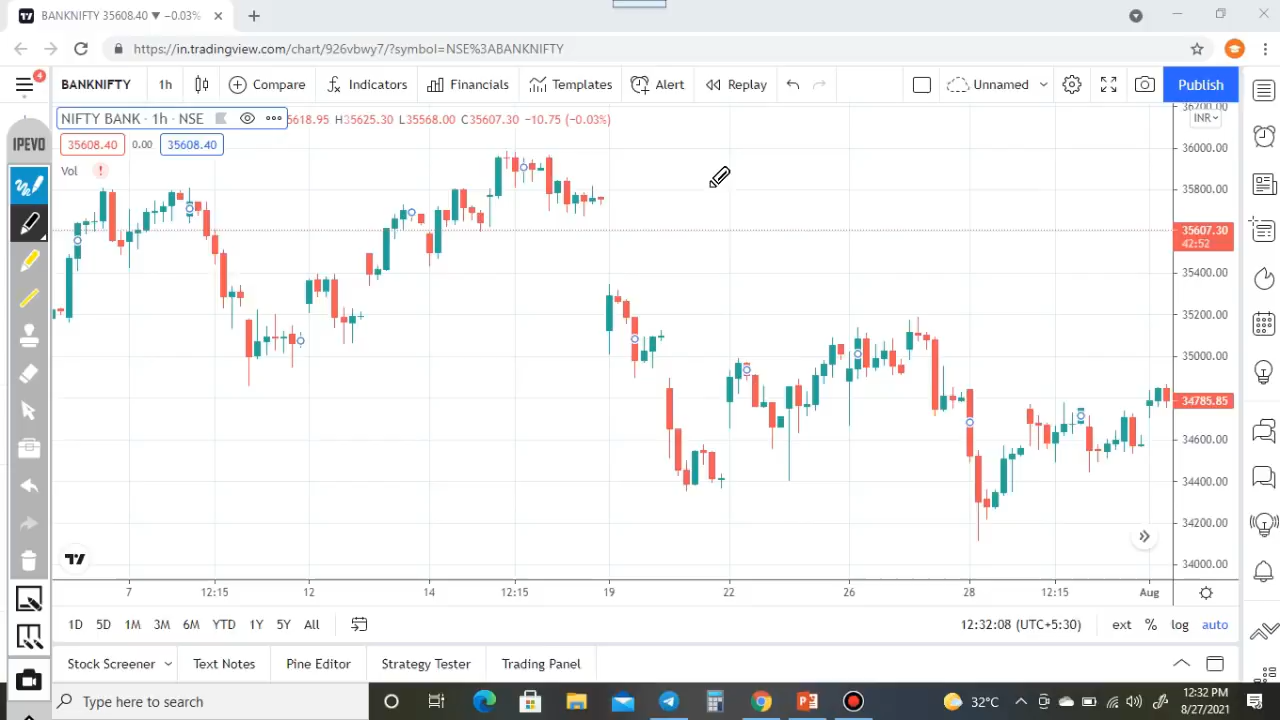 BANKNIFTY 35608.40 ▼ −0.03%
https://in.tradingview.com/chart/926vbwy7/?symbol=NSE%3ABANKNIFTY
4
BANKNIFTY 1h Compare Indicators Financials Templates Alert Replay Unnamed Publish
NIFTY BANK · 1h · NSE 35618.95 H35625.30 L35568.00 C35607.30 −10.75 (−0.03%)
36200.00
INR
35608.40 0.00 35608.40
IPEVO
Vol !
36000.00
35800.00
35607.30
42:52
35400.00
35200.00
35000.00
34785.85
34600.00
34400.00
34200.00
34000.00
7 12:15 12 14 12:15 19 22 26 28 12:15 Aug
1D 5D 1M 3M 6M YTD 1Y 5Y All 12:32:08 (UTC+5:30) ext % log auto
Stock Screener Text Notes Pine Editor Strategy Tester Trading Panel
Type here to search
32°C
12:32 PM
8/27/2021